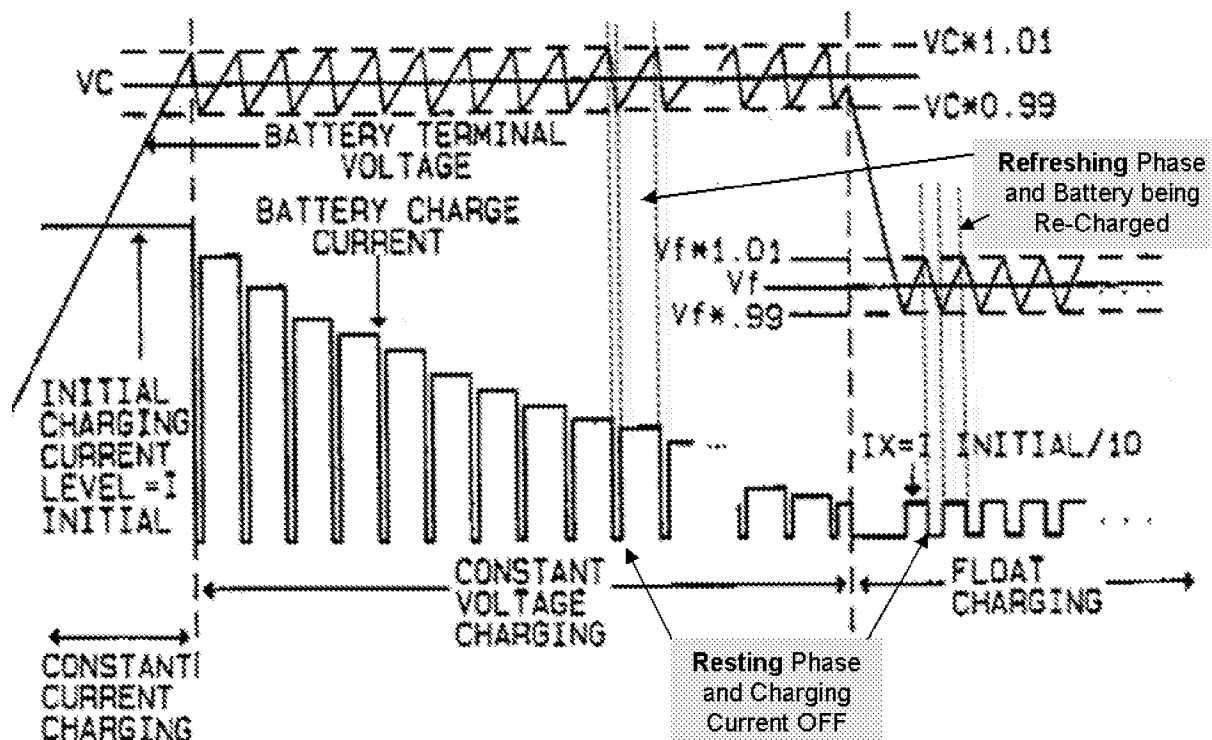 VC*1.01
VC
VC*0.99
BATTERY TERMINAL
VOLTAGE
Refreshing Phase
and Battery being
Re-Charged
BATTERY CHARGE
CURRENT
Vf*1.01
Vf
Vf*.99
INITIAL
CHARGING
CURRENT
LEVEL=I
INITIAL
...
IX=I INITIAL/10
...
CONSTANT
VOLTAGE
CHARGING
FLOAT
CHARGING
CONSTANT
CURRENT
CHARGING
Resting Phase
and Charging
Current OFF